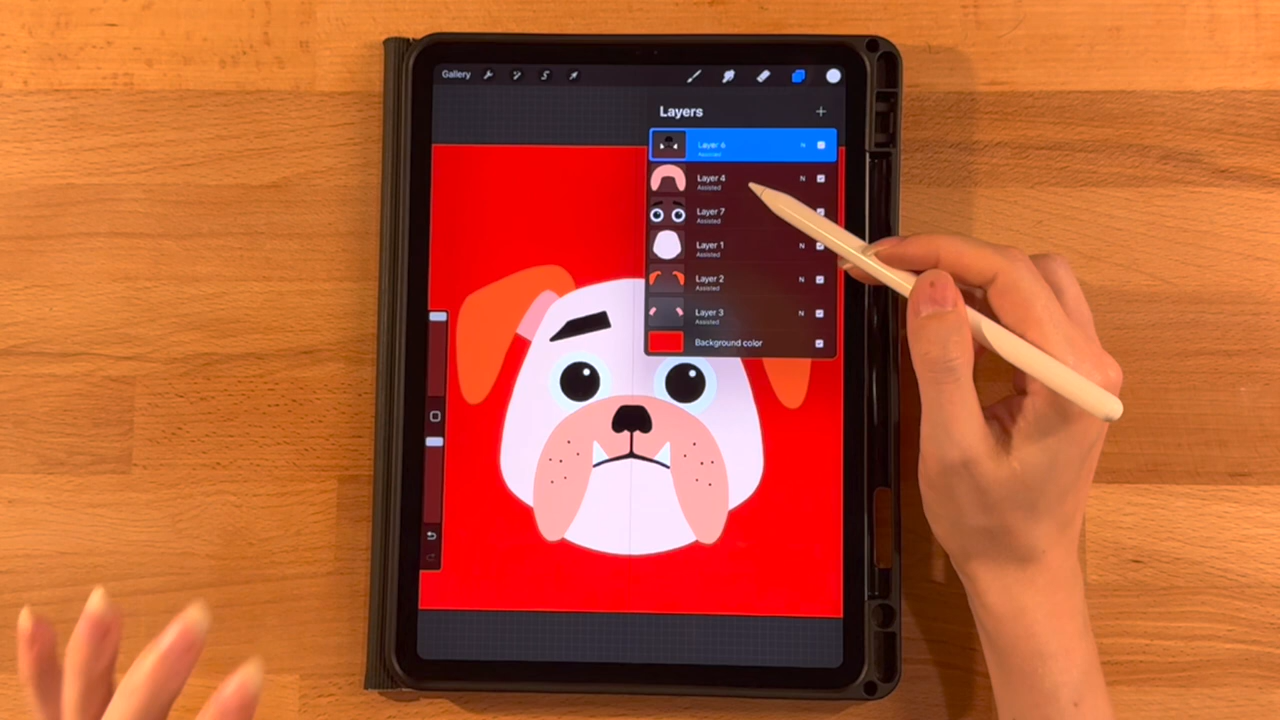 Gallery
Layers
Layer 6
N
Assisted
Layer 4
N
Assisted
Layer 7
Assisted
Layer 1
N
Assisted
Layer 2
N
Assisted
Layer 3
N
Assisted
Background color